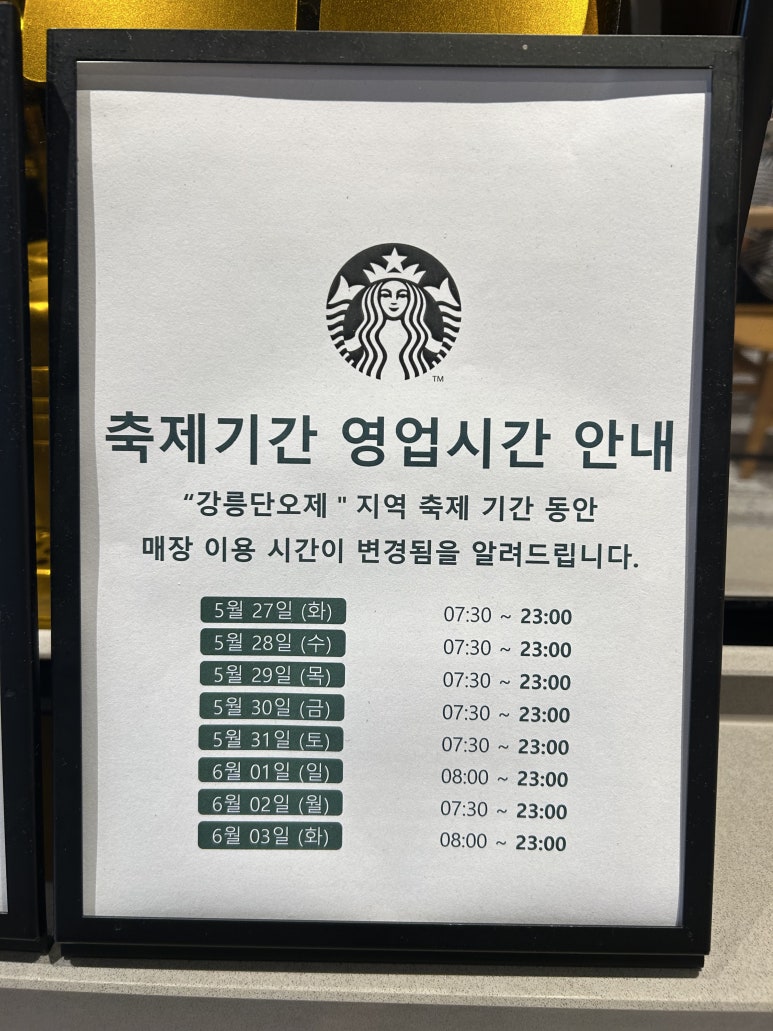 TM
축제기간 영업시간 안내
“강릉단오제 " 지역 축제 기간 동안
매장 이용 시간이 변경됨을 알려드립니다.
5월 27일 (화) 07:30 ~ 23:00
5월 28일 (수) 07:30 ~ 23:00
5월 29일 (목) 07:30 ~ 23:00
5월 30일 (금) 07:30 ~ 23:00
5월 31일 (토) 07:30 ~ 23:00
6월 01일 (일) 08:00 ~ 23:00
6월 02일 (월) 07:30 ~ 23:00
6월 03일 (화) 08:00 ~ 23:00